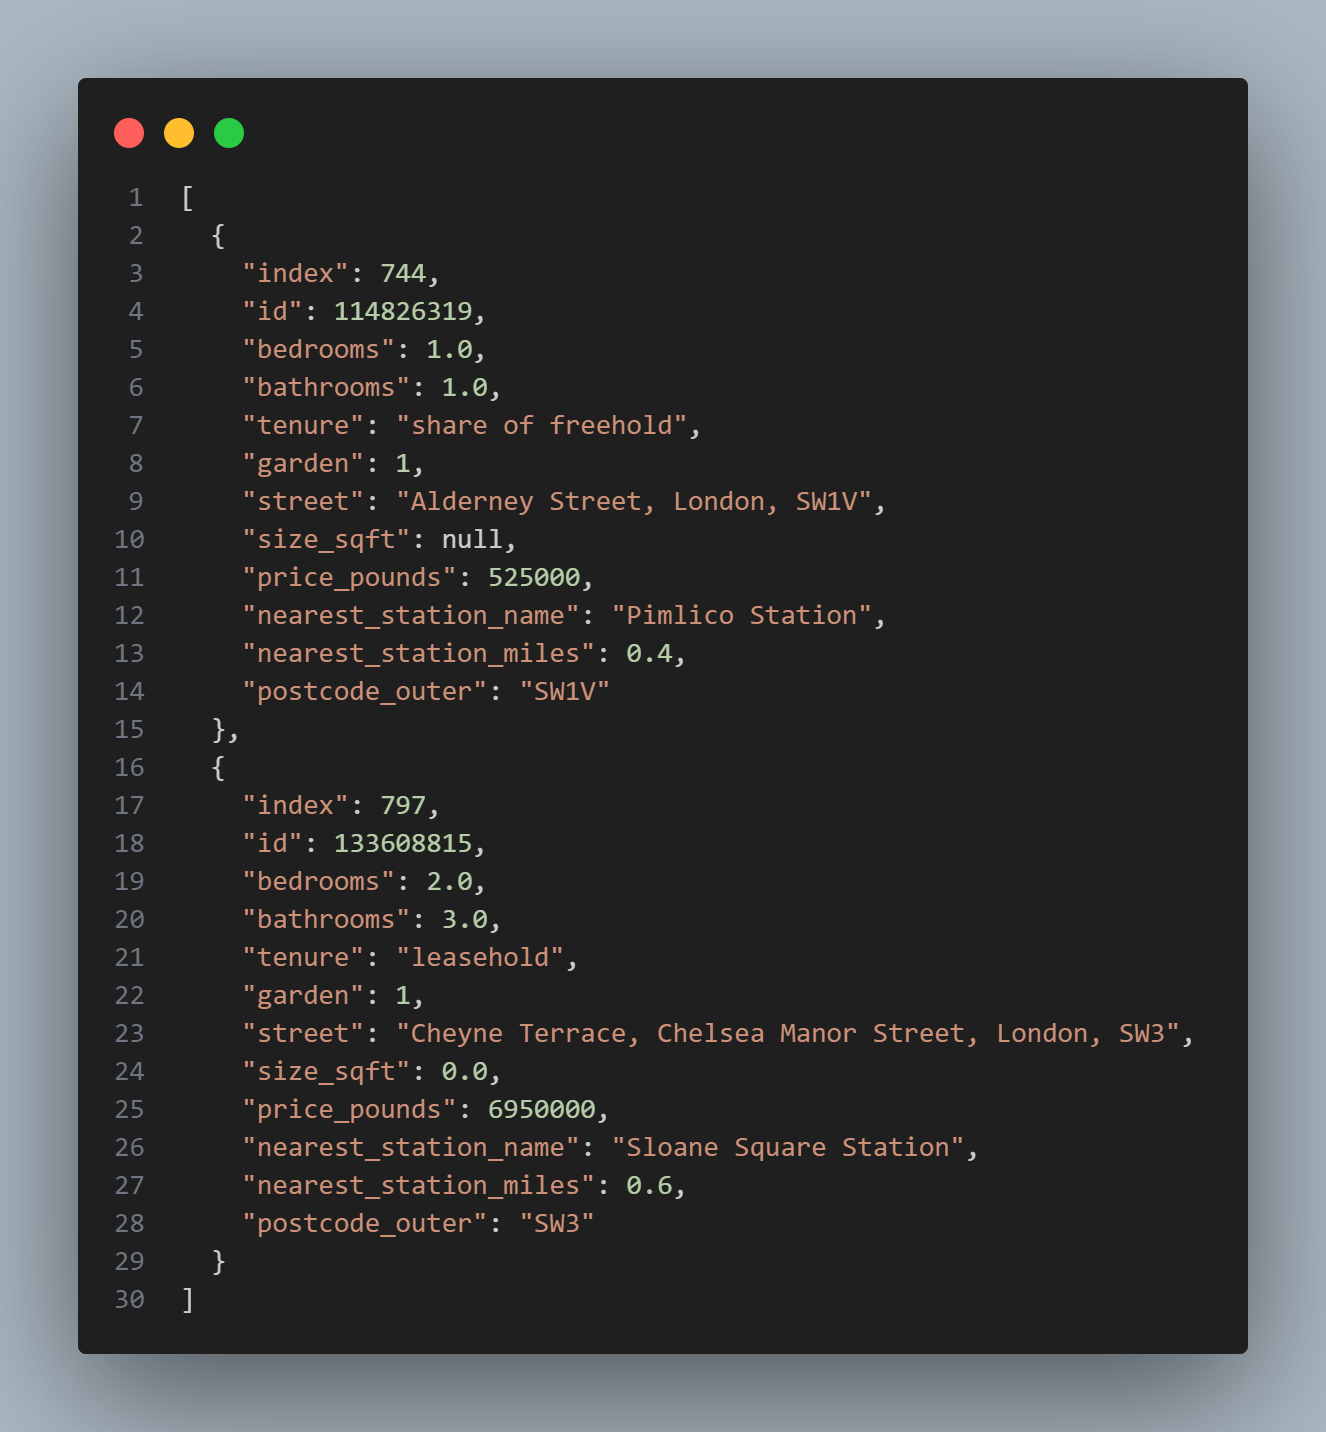 1 [
2   {
3     "index": 744,
4     "id": 114826319,
5     "bedrooms": 1.0,
6     "bathrooms": 1.0,
7     "tenure": "share of freehold",
8     "garden": 1,
9     "street": "Alderney Street, London, SW1V",
10     "size_sqft": null,
11     "price_pounds": 525000,
12     "nearest_station_name": "Pimlico Station",
13     "nearest_station_miles": 0.4,
14     "postcode_outer": "SW1V"
15   },
16   {
17     "index": 797,
18     "id": 133608815,
19     "bedrooms": 2.0,
20     "bathrooms": 3.0,
21     "tenure": "leasehold",
22     "garden": 1,
23     "street": "Cheyne Terrace, Chelsea Manor Street, London, SW3",
24     "size_sqft": 0.0,
25     "price_pounds": 6950000,
26     "nearest_station_name": "Sloane Square Station",
27     "nearest_station_miles": 0.6,
28     "postcode_outer": "SW3"
29   }
30 ]